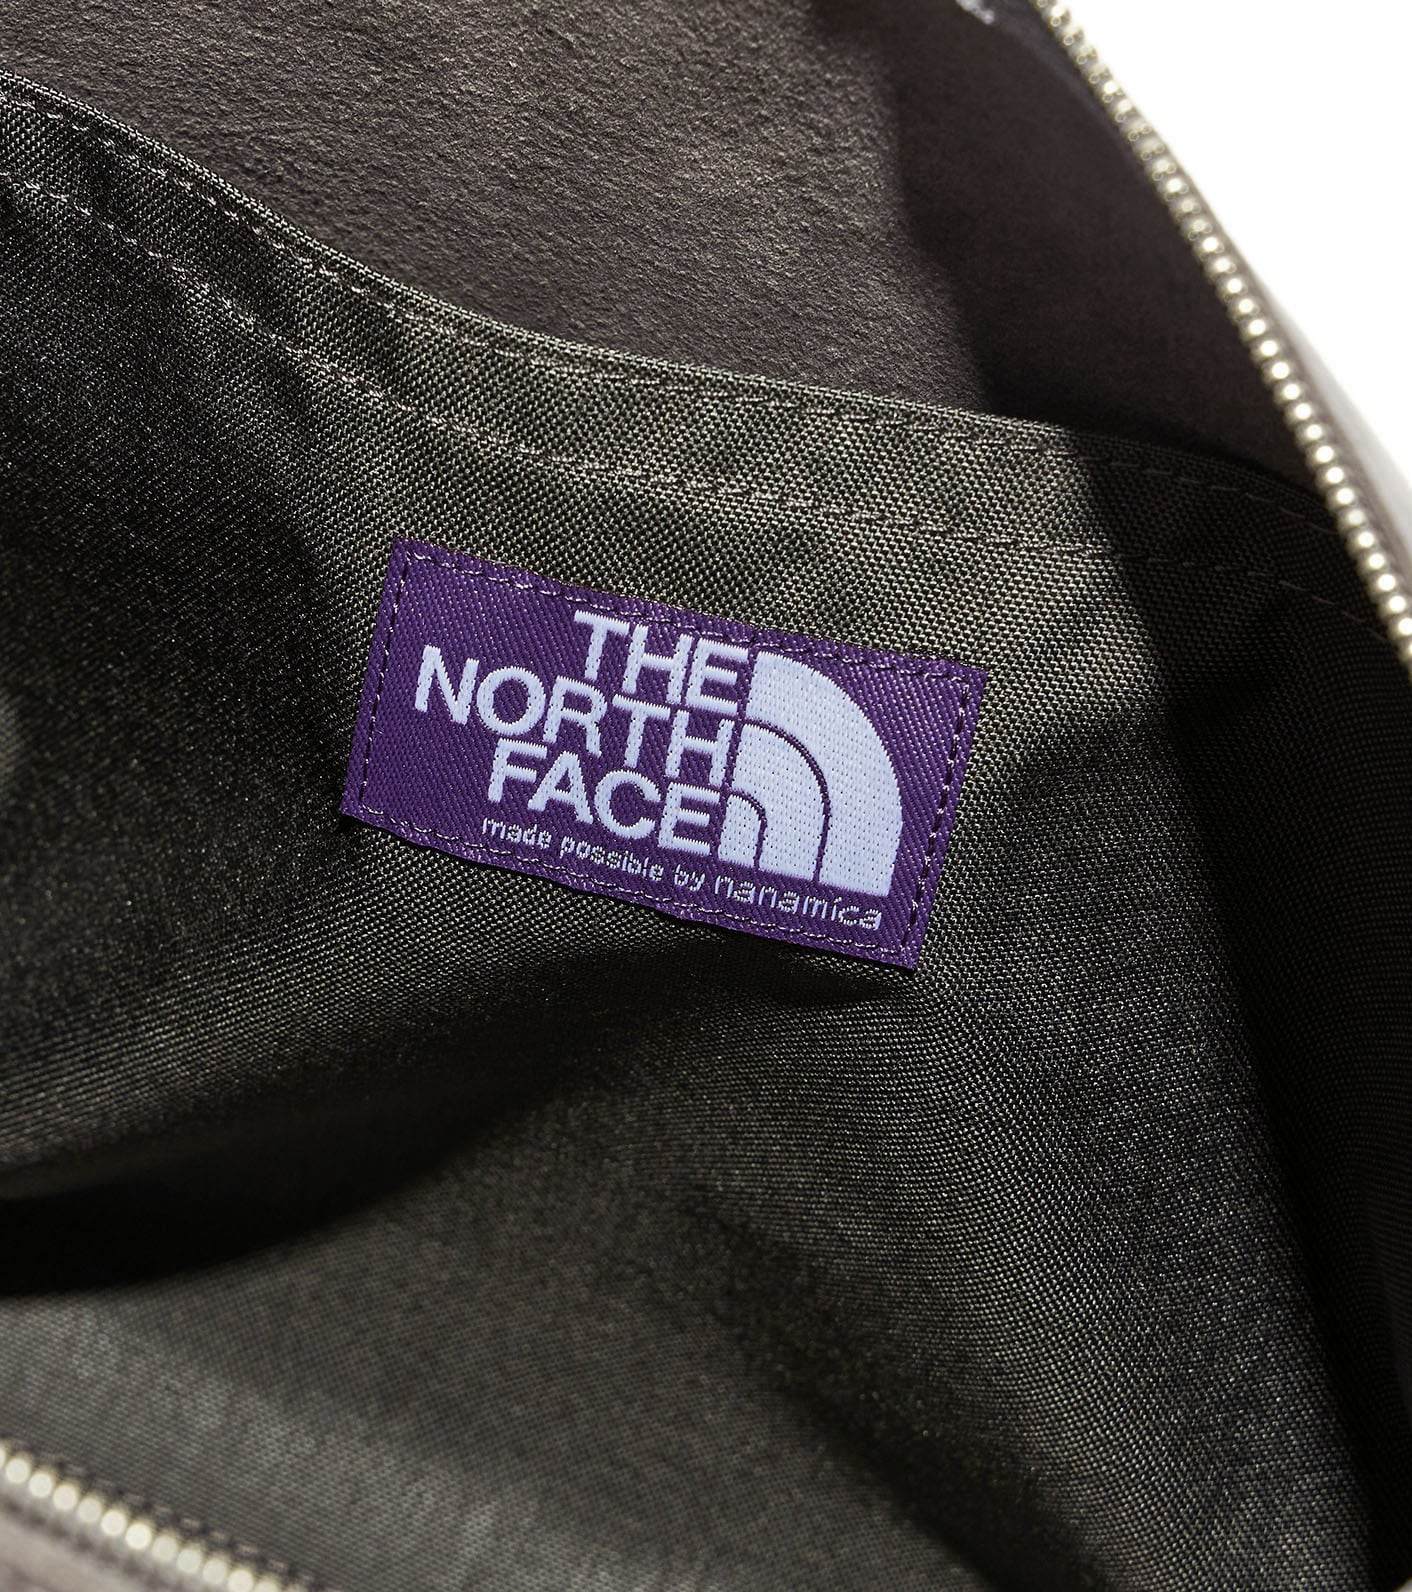 THE
NORTH
FACE
made possible by nanamica